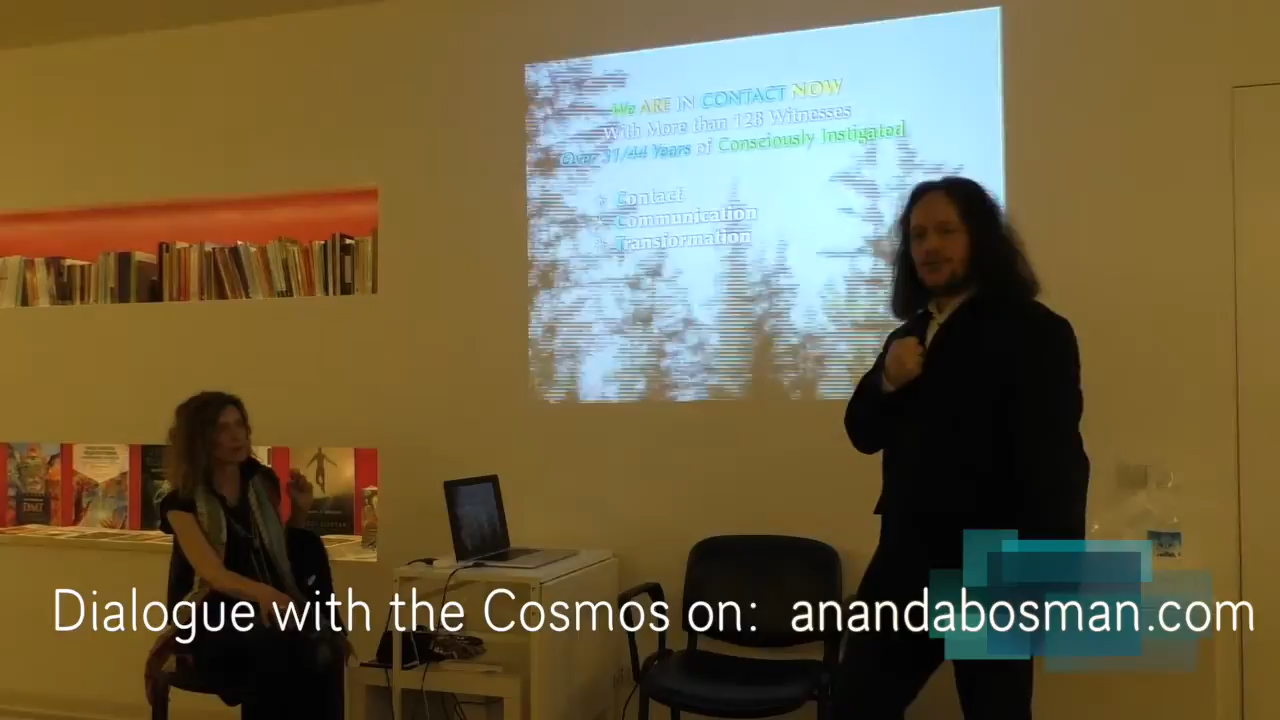 We ARE IN CONTACT NOW
With More than 128 Witnesses
Over 31/44 Years of Consciously Instigated
Contact
Communication
Transformation
Dialogue with the Cosmos on: anandabosman.com